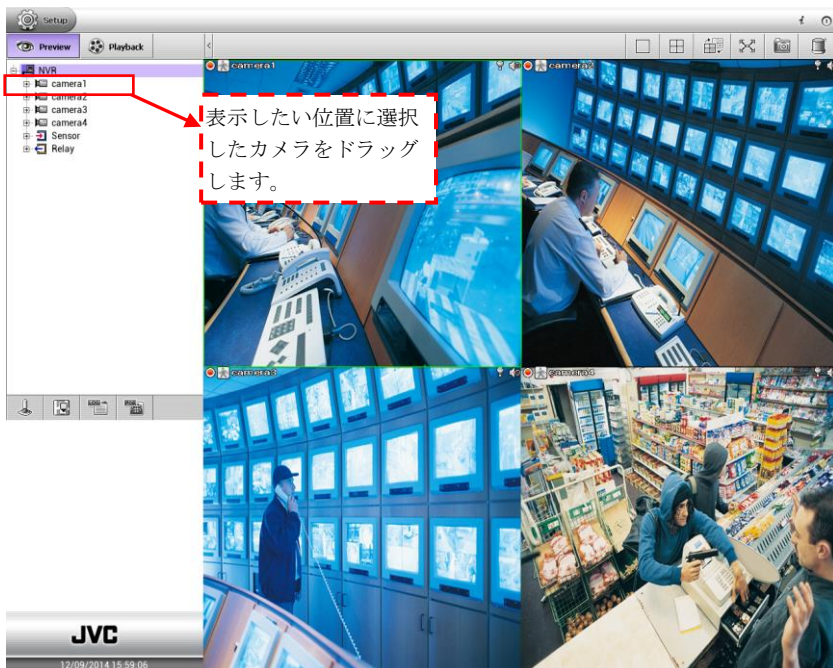 Setup
Preview
Playback
NVR
camera1
camera2
camera3
camera4
Sensor
Relay
camera1
camera2
表示したい位置に選択
したカメラをドラッグ
します。
camera3
camera4
JVC
12/09/2014 15:59:06